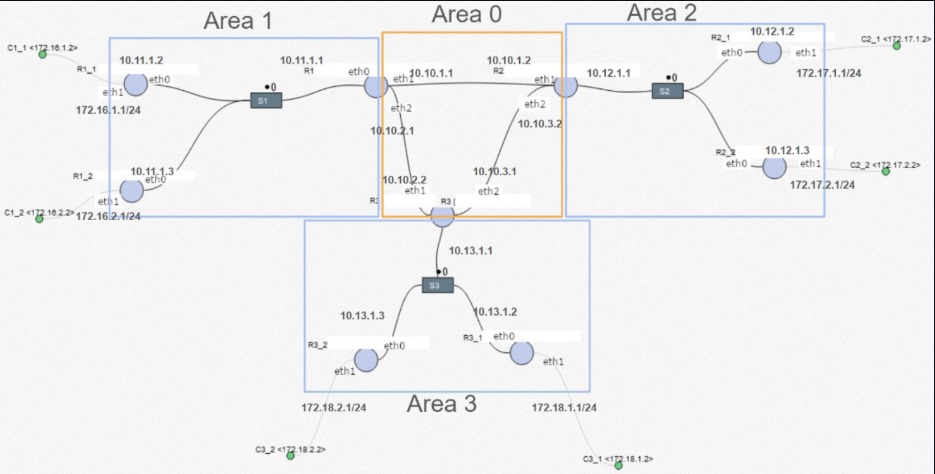 Area 1
Area 0
Area 2
C1_1 <172.16.1.2>
R1_1
10.11.1.2
eth0
eth1
172.16.1.1/24
0
S1
10.11.1.1
R1
eth0
eth1
10.10.1.1
eth2
10.10.2.1
10.10.1.2
R2
eth1
eth2
10.10.3.2
10.12.1.1
0
S2
R2_1
10.12.1.2
eth0
eth1
C2_1 <172.17.1.2>
172.17.1.1/24
R1_2
10.11.1.3
eth0
eth1
C1_2 <172.16.2.2>
172.16.2.1/24
10.10.2.2
eth1
10.10.3.1
eth2
R3
R2_2
10.12.1.3
eth0
eth1
C2_2 <172.17.2.2>
172.17.2.1/24
10.13.1.1
0
S3
10.13.1.3
10.13.1.2
R3_2
eth0
eth1
R3_1
eth0
eth1
172.18.2.1/24
Area 3
172.18.1.1/24
C3_2 <172.18.2.2>
C3_1 <172.18.1.2>